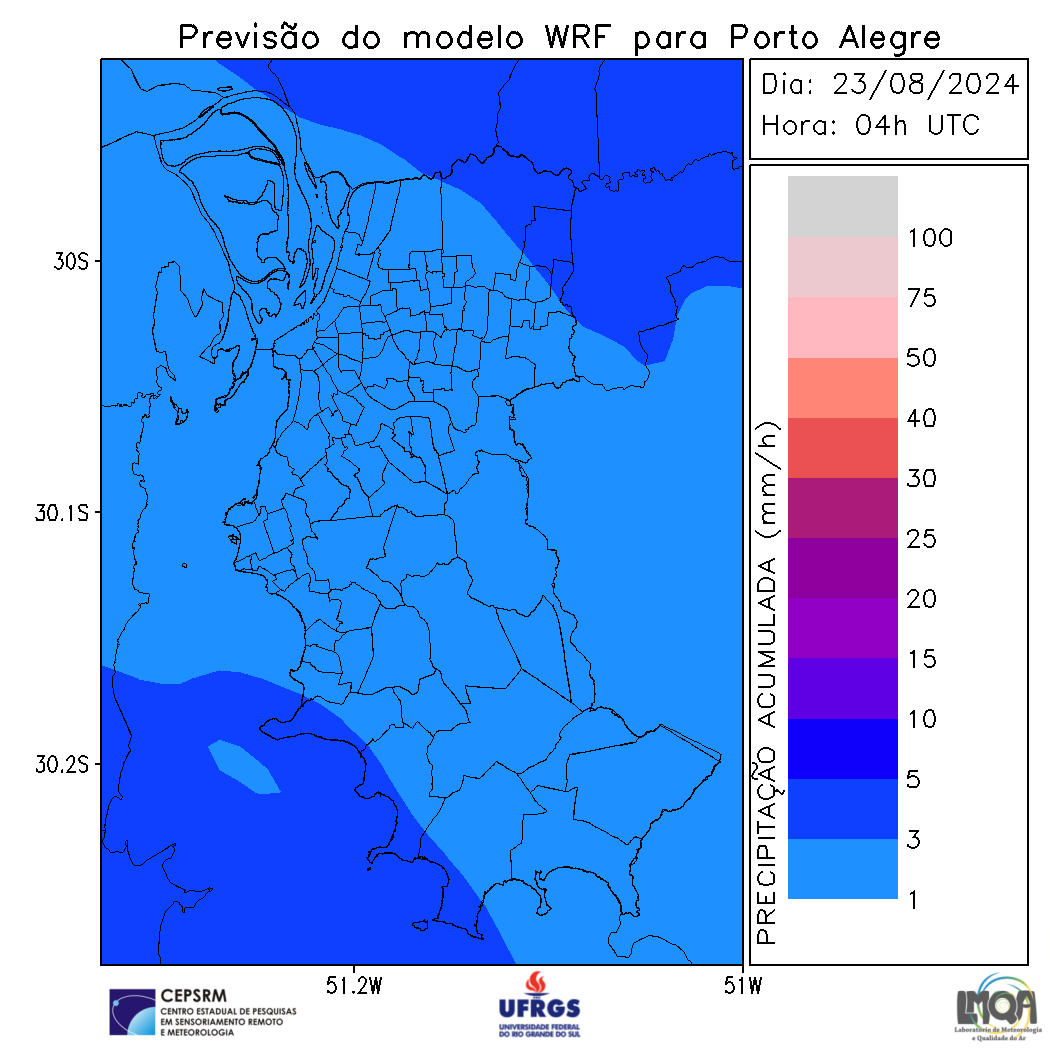 Previsão do modelo WRF para Porto Alegre
Dia: 23/08/2024
Hora: 04h UTC
30S
30.1S
30.2S
51.2W
51W
PRECIPITAÇÃO ACUMULADA (mm/h)
100
75
50
40
30
25
20
15
10
5
3
1
CEPSRM
CENTRO ESTADUAL DE PESQUISAS
EM SENSORIAMENTO REMOTO
E METEOROLOGIA
UFRGS
UNIVERSIDADE FEDERAL
DO RIO GRANDE DO SUL
LMQA
Laboratório de Meteorologia
e Qualidade do Ar